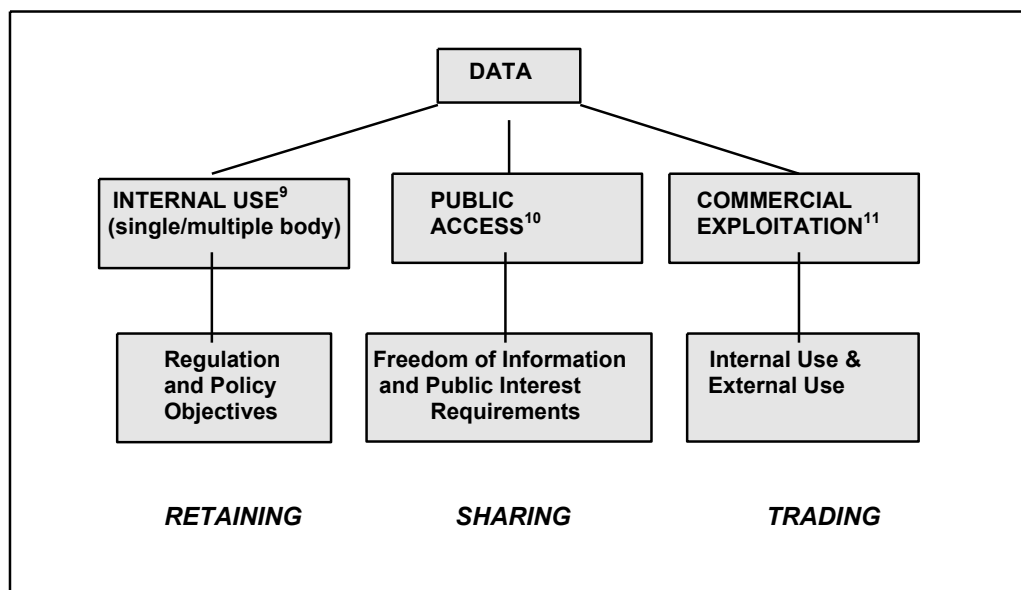 DATA
INTERNAL USE⁹
(single/multiple body)
PUBLIC
ACCESS¹⁰
COMMERCIAL
EXPLOITATION¹¹
Regulation
and Policy
Objectives
Freedom of Information
and Public Interest
Requirements
Internal Use &
External Use
RETAINING
SHARING
TRADING